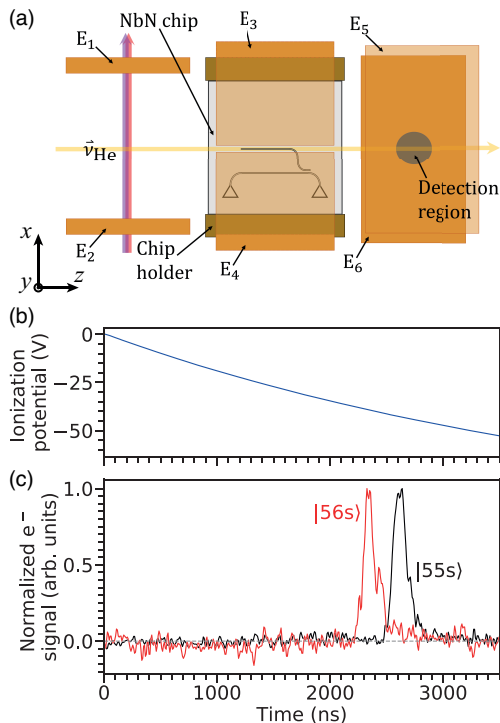 (a)
NbN chip
E1
E3
E5
v⃗He
Detection
region
E2
Chip
holder
E4
E6
x
y
z
(b)
Ionization
potential (V)
0
−25
−50
(c)
Normalized e−
signal (arb. units)
1.0
0.5
0.0
|56s⟩
|55s⟩
0
1000
2000
3000
Time (ns)